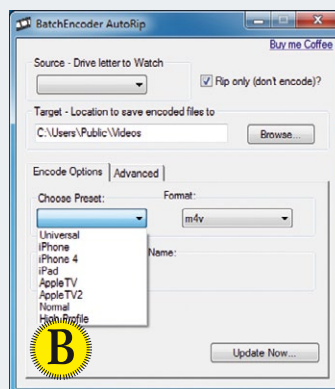 BatchEncoder AutoRip
Buy me Coffee
Source - Drive letter to Watch
Rip only (don't encode)?
Target - Location to save encoded files to
C:\Users\Public\Videos
Browse...
Encode Options
Advanced
Choose Preset:
Format:
m4v
Universal
iPhone
iPhone 4
iPad
AppleTV
AppleTV2
Normal
High Profile
Name:
B
Update Now...